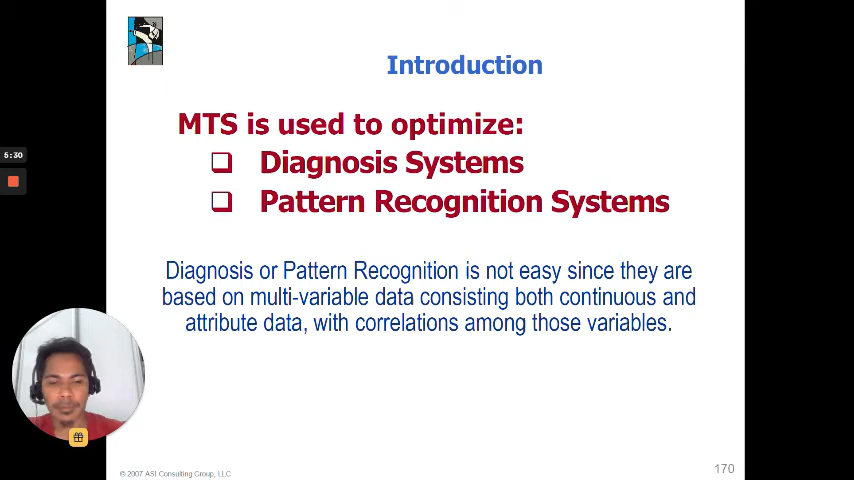 Introduction
MTS is used to optimize:
Diagnosis Systems
Pattern Recognition Systems
5:30
Diagnosis or Pattern Recognition is not easy since they are
based on multi-variable data consisting both continuous and
attribute data, with correlations among those variables.
© 2007 ASI Consulting Group, LLC
170